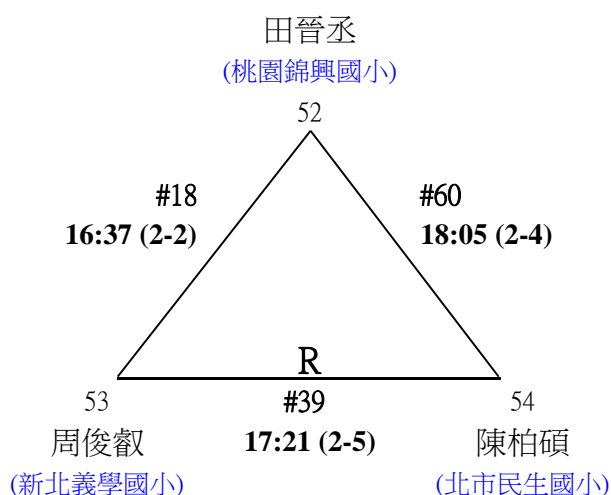 田晉丞
(桃園錦興國小)
52
#18
16:37 (2-2)
#60
18:05 (2-4)
R
53
#39
54
周俊叡
17:21 (2-5)
陳柏碩
(新北義學國小)
(北市民生國小)